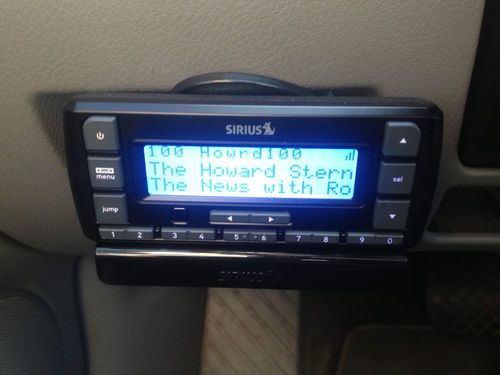 SIRIUS
100 Howrd100
The Howard Stern
The News with Ro
menu
jump
sel
1 2 3 4 5 6 7 8 9 0
SIRIUS